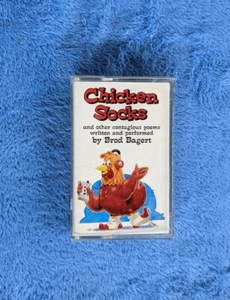 Chicken
Socks
and other contagious poems
written and performed
by Brod Bagert